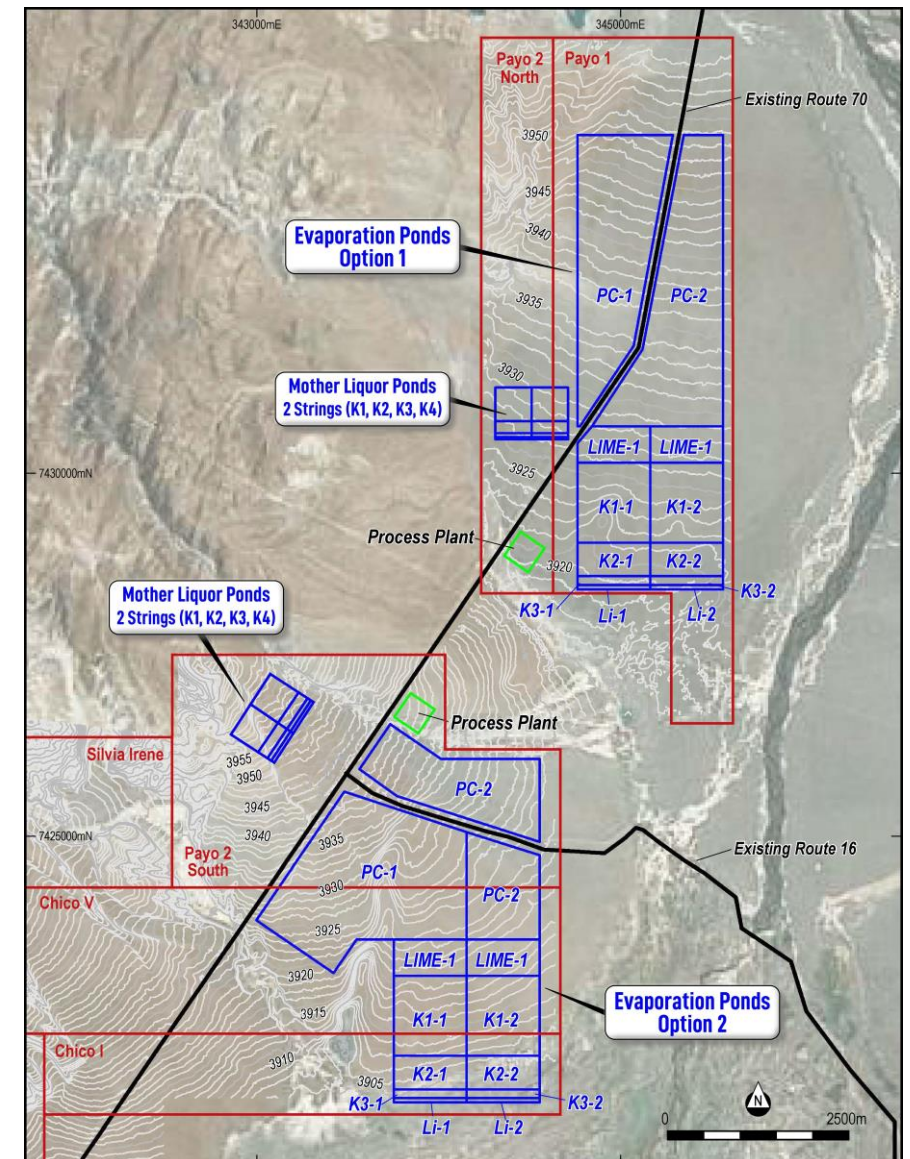 343000mE
345000mE
Payo 2
North
Payo 1
Existing Route 70
3950
3945
3940
Evaporation Ponds
Option 1
3935
PC-1
PC-2
3930
Mother Liquor Ponds
2 Strings (K1, K2, K3, K4)
LIME-1
LIME-1
3925
7430000mN
K1-1
K1-2
Process Plant
3920
K2-1
K2-2
K3-1
Li-1
Li-2
K3-2
Mother Liquor Ponds
2 Strings (K1, K2, K3, K4)
Process Plant
Silvia Irene
3955
3950
3945
3940
PC-2
7425000mN
3935
Payo 2
South
PC-1
Existing Route 16
3930
Chico V
PC-2
3925
LIME-1
LIME-1
3920
3915
K1-1
K1-2
Evaporation Ponds
Option 2
Chico I
3910
3905
K2-1
K2-2
K3-1
K3-2
Li-1
Li-2
N
0
2500m